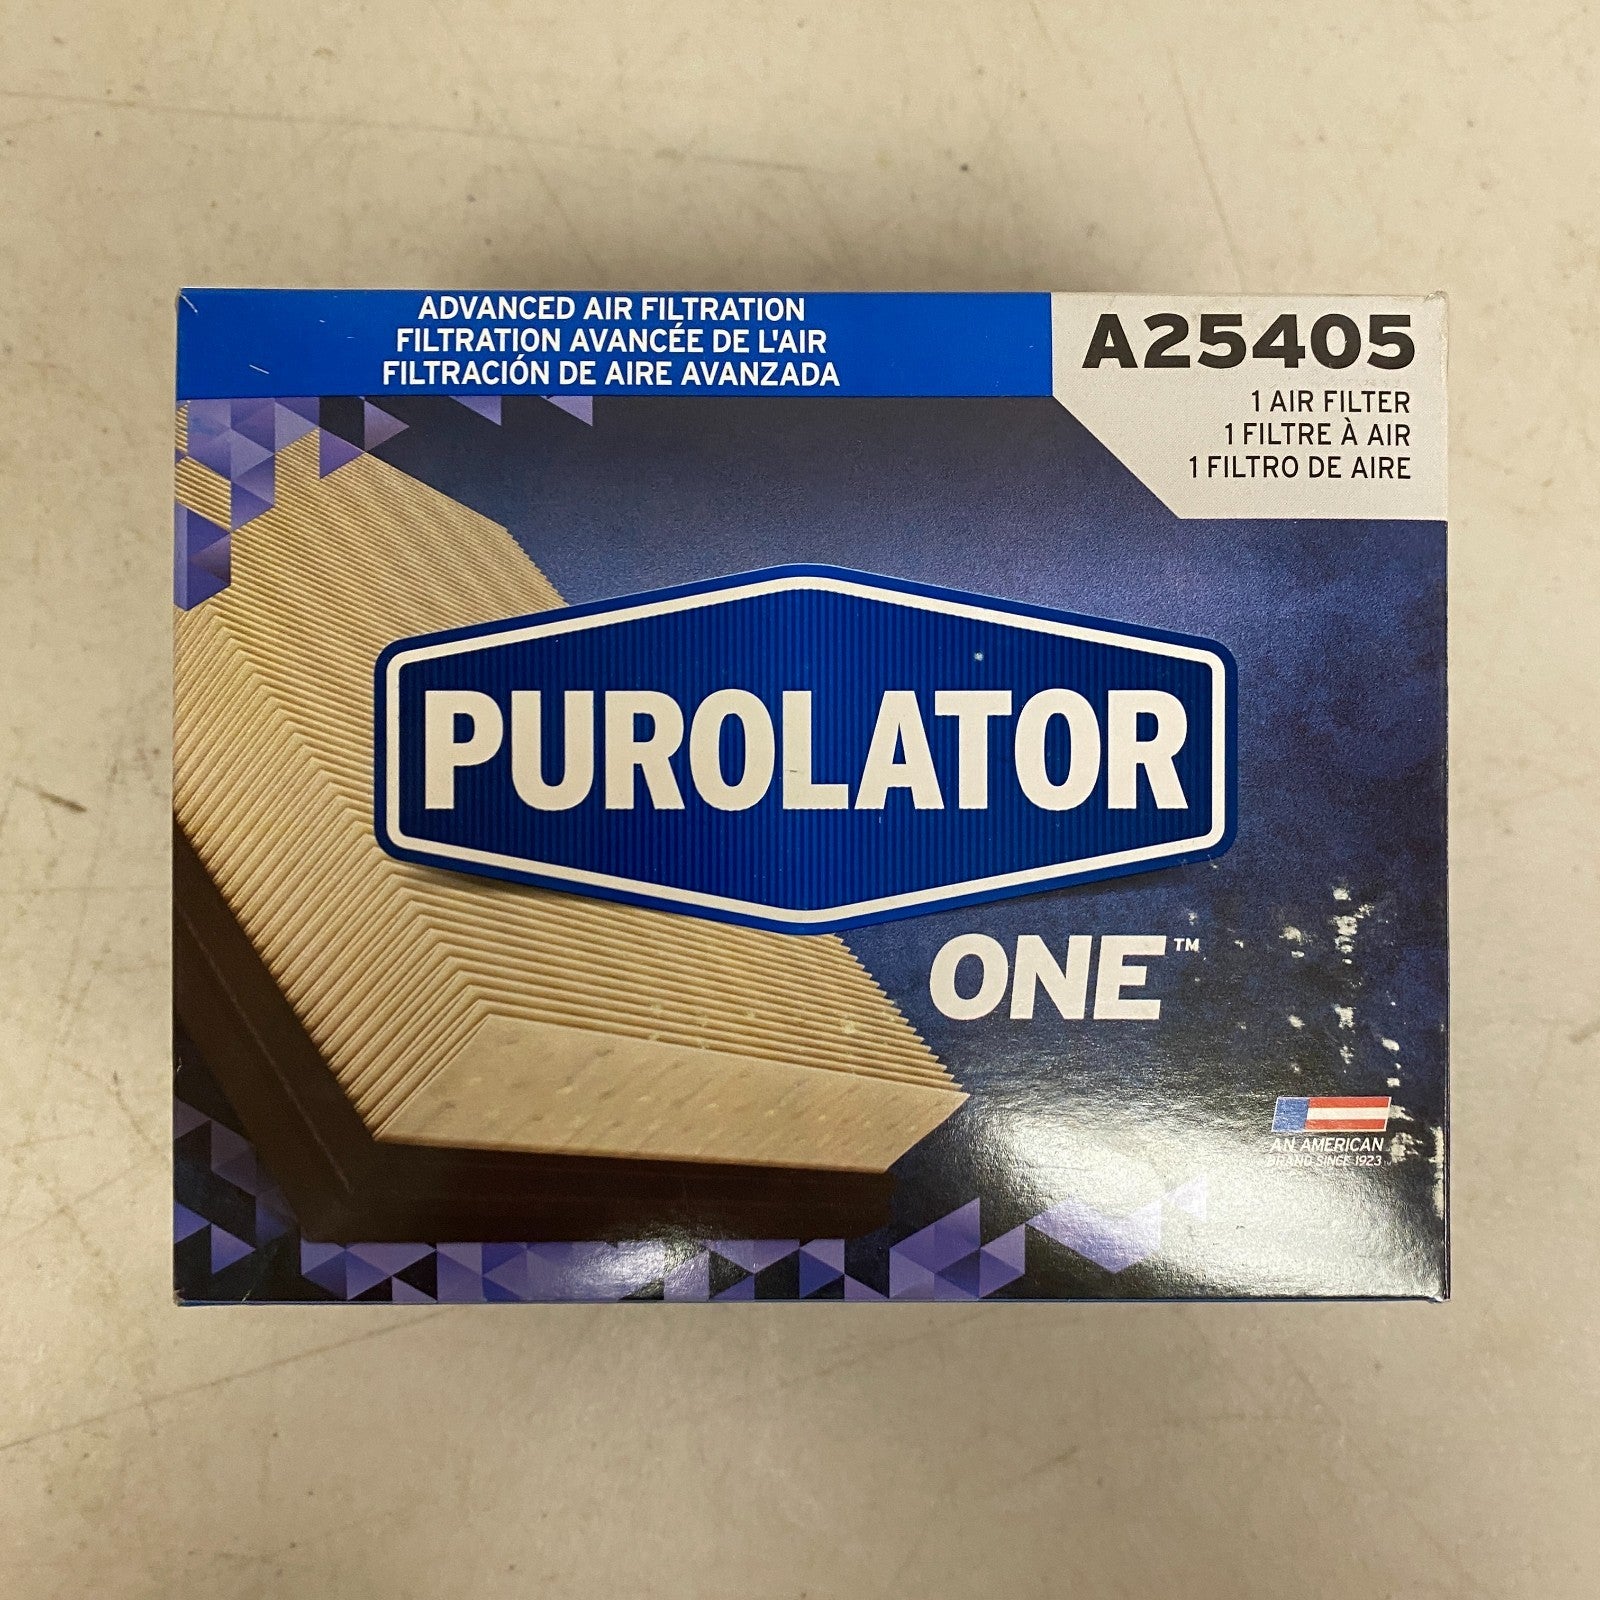 ADVANCED AIR FILTRATION
FILTRATION AVANCÉE DE L'AIR
FILTRACIÓN DE AIRE AVANZADA
A25405
1 AIR FILTER
1 FILTRE À AIR
1 FILTRO DE AIRE
PUROLATOR
ONE™
AN AMERICAN
BRAND SINCE 1923